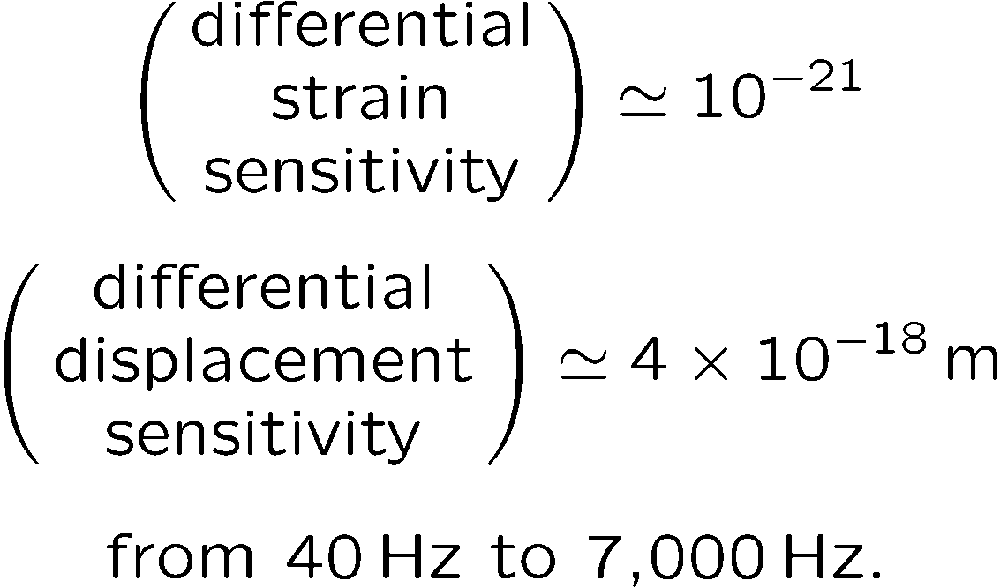 differential
strain
sensitivity
≃ 10⁻²¹
differential
displacement
sensitivity
≃ 4 × 10⁻¹⁸ m
from 40 Hz to 7,000 Hz.